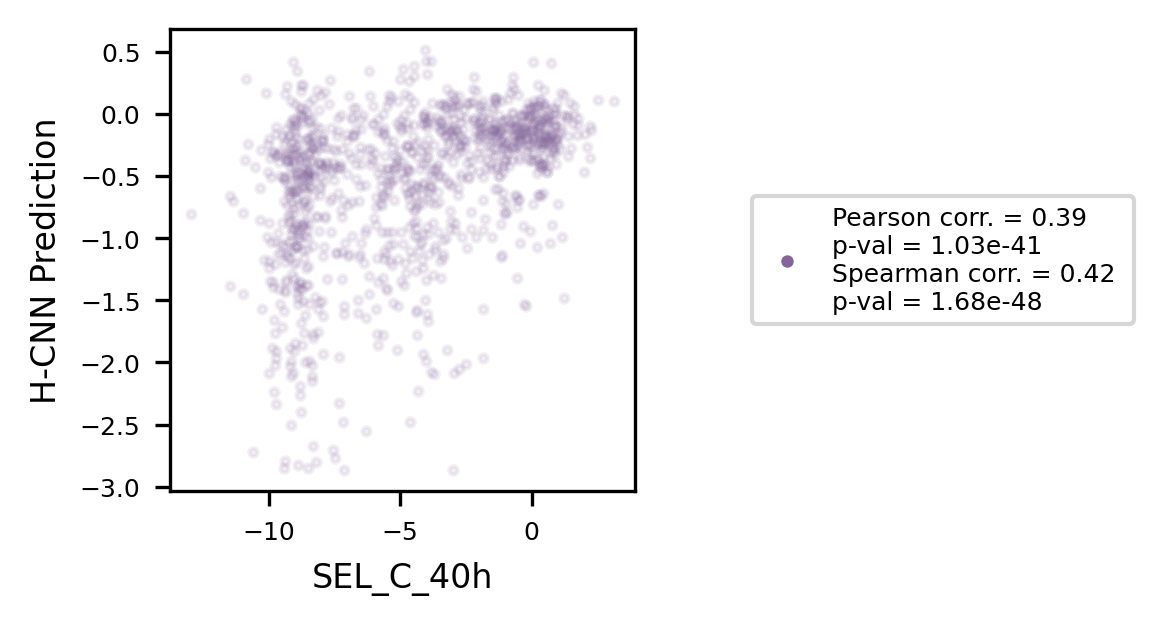 0.5
0.0
−0.5
−1.0
−1.5
−2.0
−2.5
−3.0
H-CNN Prediction
−10
−5
0
SEL_C_40h
Pearson corr. = 0.39
p-val = 1.03e-41
Spearman corr. = 0.42
p-val = 1.68e-48